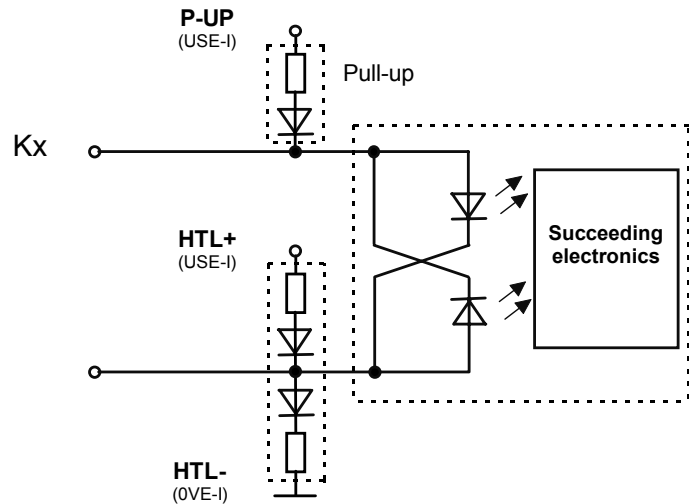 P-UP
(USE-I)
Pull-up
Kx
HTL+
(USE-I)
Succeeding
electronics
HTL-
(0VE-I)